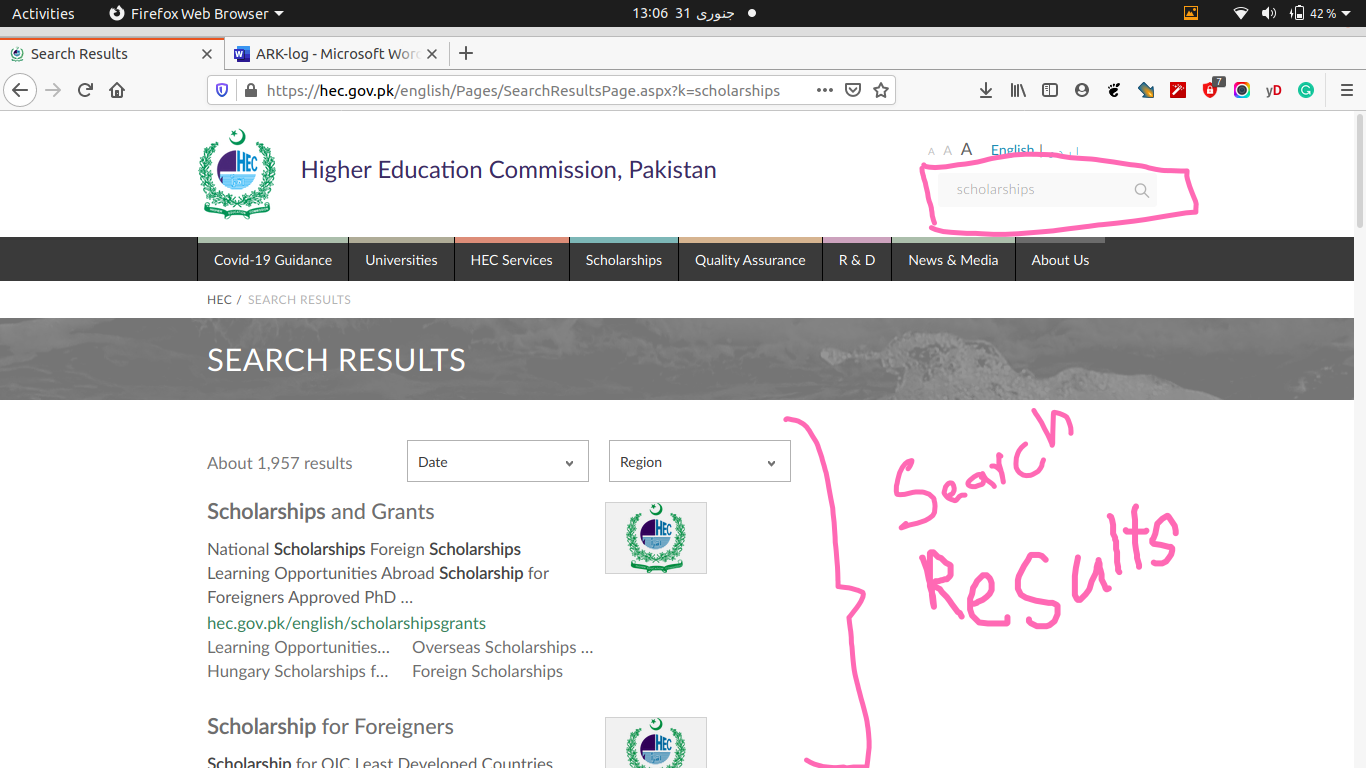 Activities Firefox Web Browser 13:06 31 جنوری 42 %
Search Results ARK-log - Microsoft Word
https://hec.gov.pk/english/Pages/SearchResultsPage.aspx?k=scholarships 7 yD G
HEC Higher Education Commission, Pakistan
A A A English |
scholarships
Covid-19 Guidance Universities HEC Services Scholarships Quality Assurance R & D News & Media About Us
HEC / SEARCH RESULTS
SEARCH RESULTS
About 1,957 results Date Region
Search
Results
Scholarships and Grants
HEC
National Scholarships Foreign Scholarships
Learning Opportunities Abroad Scholarship for
Foreigners Approved PhD ...
hec.gov.pk/english/scholarshipsgrants
Learning Opportunities... Overseas Scholarships ...
Hungary Scholarships f... Foreign Scholarships
Scholarship for Foreigners
HEC
Scholarship for OIC Least Developed Countries